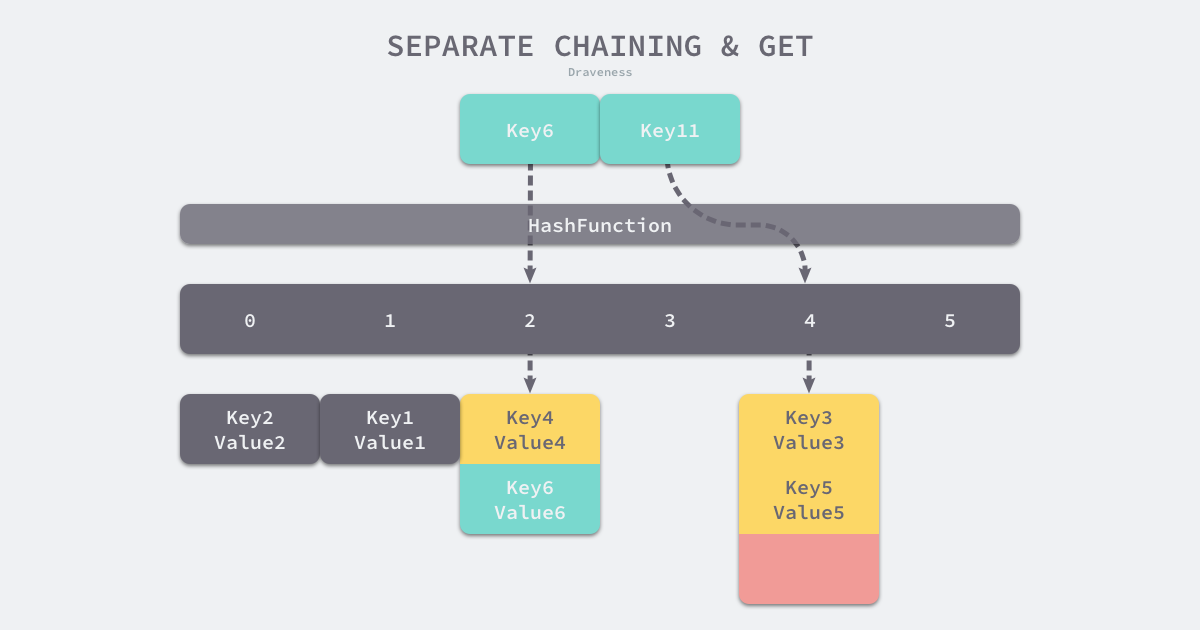 SEPARATE CHAINING & GET
Draveness
Key6 Key11
HashFunction
0 1 2 3 4 5
Key2 Key1 Key4 Key3
Value2 Value1 Value4 Value3
Key6 Key5
Value6 Value5